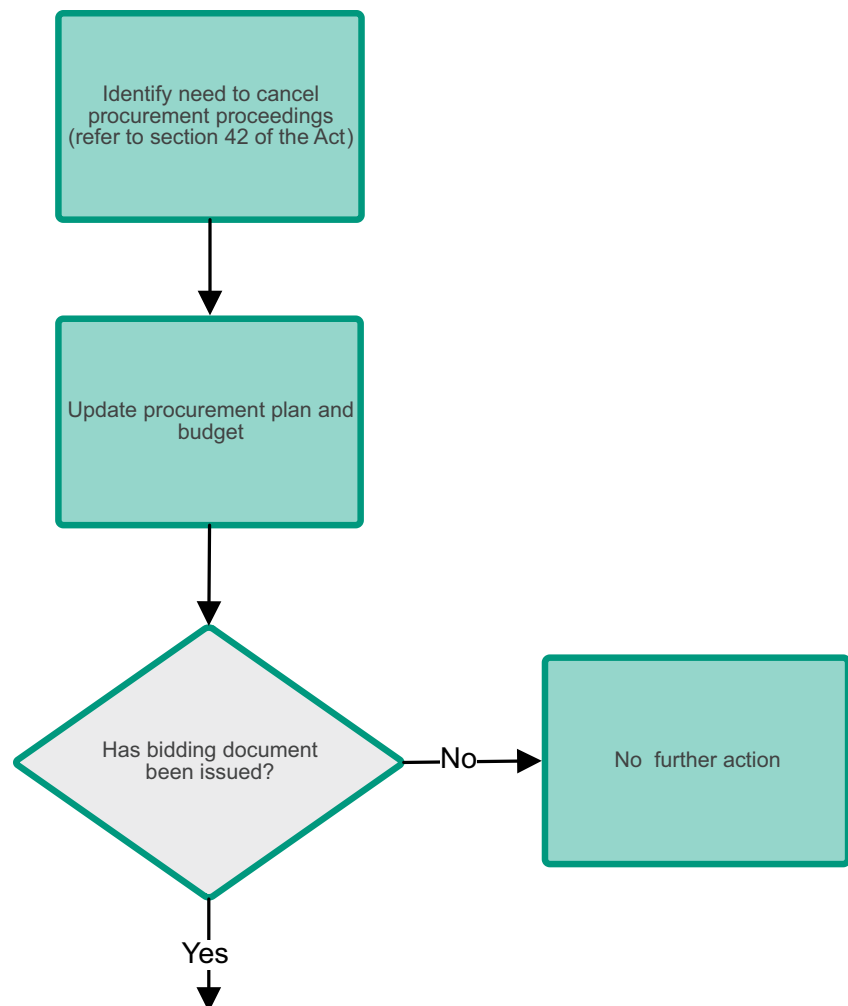 Identify need to cancel
procurement proceedings
(refer to section 42 of the Act)
Update procurement plan and
budget
Has bidding document
been issued?
No
No  further action
Yes